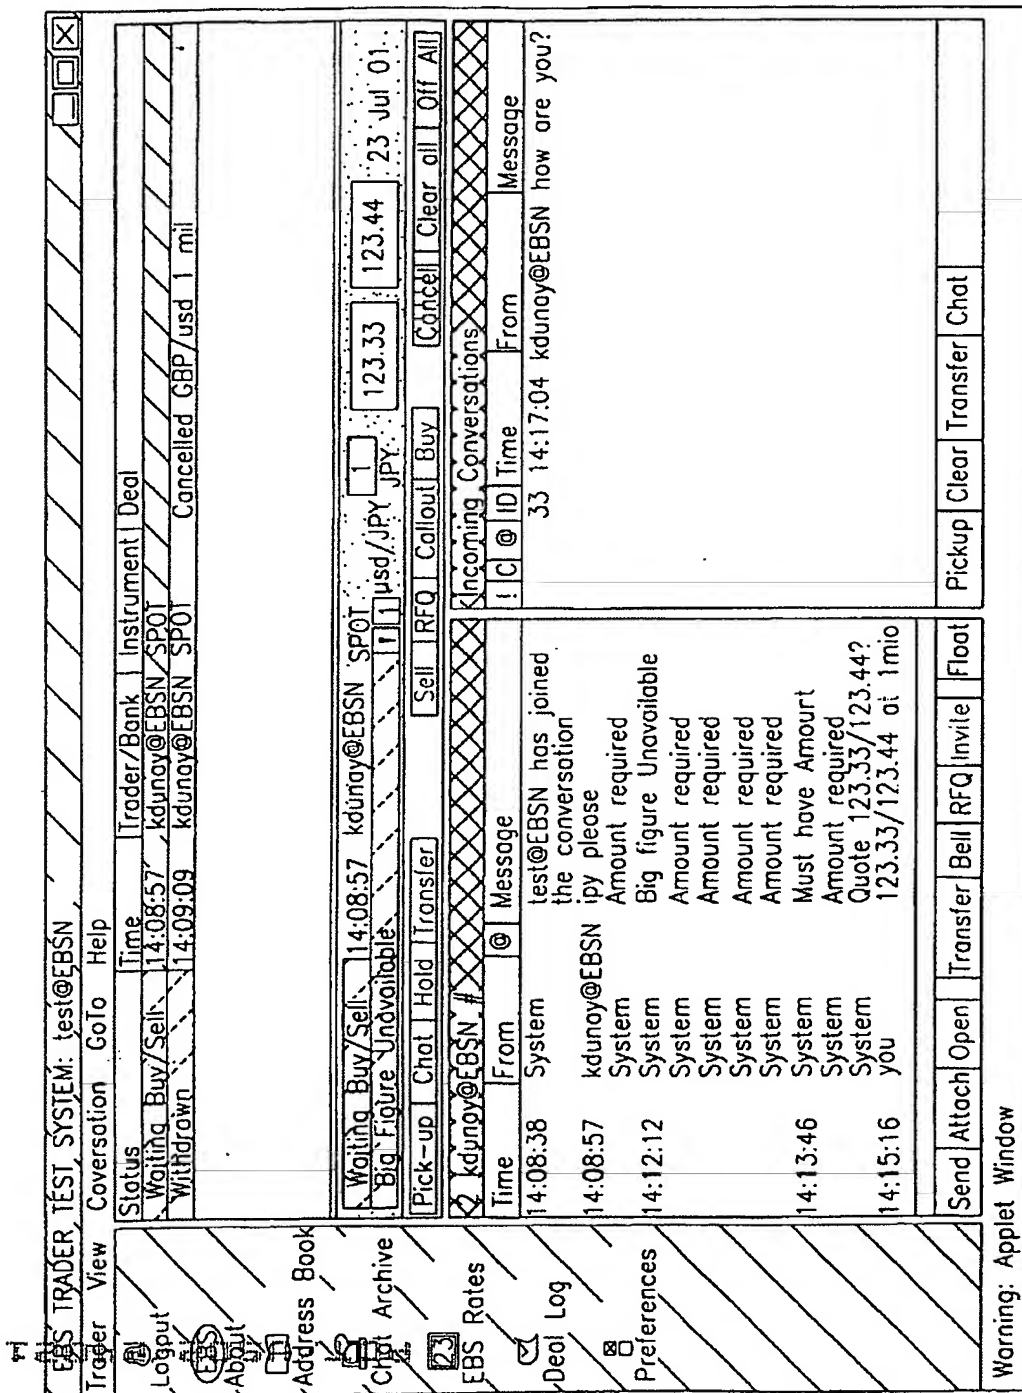 EBS TRADER TEST SYSTEM: test@EBSN
Trader View Coversation GoTo Help
Logout
EBS
About
Address Book
Chat Archive
EBS Rates
Deal Log
Preferences
Status Time Trader/Bank Instrument Deal
Waiting Buy/Sell 14:08:57 kdunay@EBSN SPOT
Withdrawn 14:09:09 kdunay@EBSN SPOT Cancelled GBP/usd 1 mil
Waiting Buy/Sell 14:08:57 kdunay@EBSN SPOT 1 123.33 123.44 23 Jul 01
Big Figure Unavailable ! 1 usd/JPY JPY
Pick-up Chat Hold Transfer Sell RFQ Callout Buy Cancel Clear all Off All
2 kdunay@EBSN #
Time From @ Message
14:08:38 System test@EBSN has joined
the conversation
14:08:57 kdunay@EBSN ipy please
System Amount required
14:12:12 System Big figure Unavailable
System Amount required
System Amount required
System Amount required
System Amount required
14:13:46 System Must have Amount
System Amount required
System Quote 123.33/123.44?
14:15:16 you 123.33/123.44 at 1mio
Send Attach Open Transfer Bell RFQ Invite Float
Incoming Conversations
! C @ ID Time From Message
33 14:17:04 kdunay@EBSN how are you?
Pickup Clear Transfer Chat
Warning: Applet Window